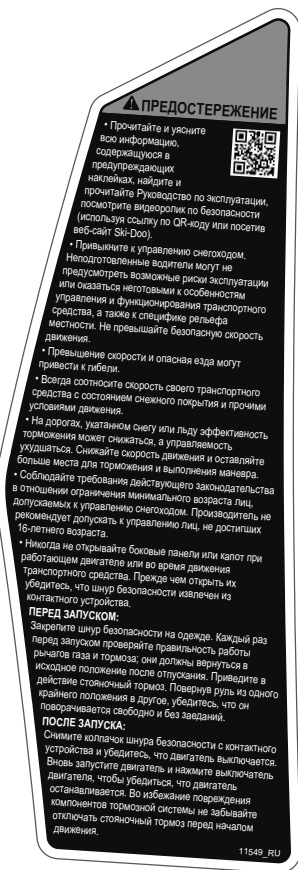 ПРЕДОСТЕРЕЖЕНИЕ
• Прочитайте и уясните
всю информацию,
содержащуюся в
предупреждающих
наклейках, найдите и
прочитайте Руководство по эксплуатации,
посмотрите видеоролик по безопасности
(используя ссылку по QR-коду или посетив
веб-сайт Ski-Doo).
• Привыкните к управлению снегоходом.
Неподготовленные водители могут не
предусмотреть возможные риски эксплуатации
или оказаться неготовыми к особенностям
управления и функционирования транспортного
средства, а также к специфике рельефа
местности. Не превышайте безопасную скорость
движения.
• Превышение скорости и опасная езда могут
привести к гибели.
• Всегда соотносите скорость своего транспортного
средства с состоянием снежного покрытия и прочими
условиями движения.
• На дорогах, укатанном снегу или льду эффективность
торможения может снижаться, а управляемость
ухудшаться. Снижайте скорость движения и оставляйте
больше места для торможения и выполнения маневра.
• Соблюдайте требования действующего законодательства
в отношении ограничения минимального возраста лиц,
допускаемых к управлению снегоходом. Производитель не
рекомендует допускать к управлению лиц, не достигших
16-летнего возраста.
• Никогда не открывайте боковые панели или капот при
работающем двигателе или во время движения
транспортного средства. Прежде чем открыть их
убедитесь, что шнур безопасности извлечен из
контактного устройства.
ПЕРЕД ЗАПУСКОМ:
Закрепите шнур безопасности на одежде. Каждый раз
перед запуском проверяйте правильность работы
рычагов газа и тормоза; они должны вернуться в
исходное положение после отпускания. Приведите в
действие стояночный тормоз. Повернув руль из одного
крайнего положения в другое, убедитесь, что он
поворачивается свободно и без заеданий.
ПОСЛЕ ЗАПУСКА:
Снимите колпачок шнура безопасности с контактного
устройства и убедитесь, что двигатель выключается.
Вновь запустите двигатель и нажмите выключатель
двигателя, чтобы убедиться, что двигатель
останавливается. Во избежание повреждения
компонентов тормозной системы не забывайте
отключать стояночный тормоз перед началом
движения.
11549_RU